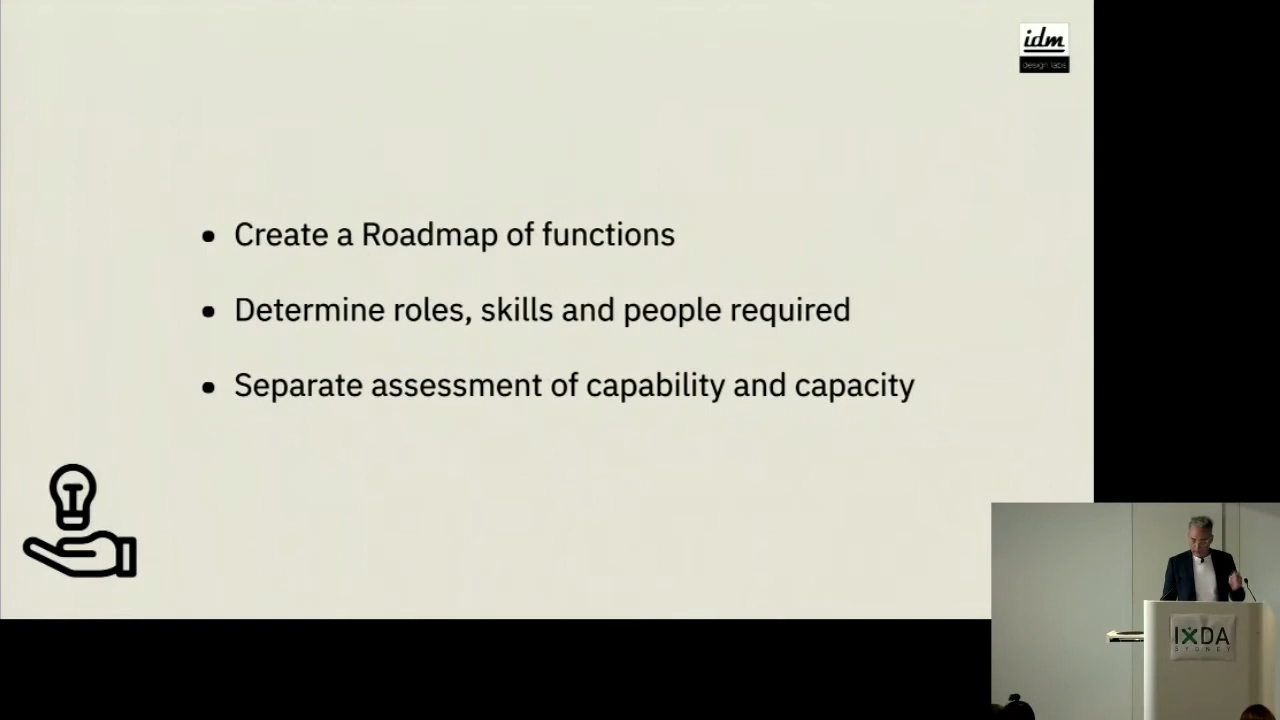 idm
design labs
• Create a Roadmap of functions
• Determine roles, skills and people required
• Separate assessment of capability and capacity
IXDA
SYDNEY